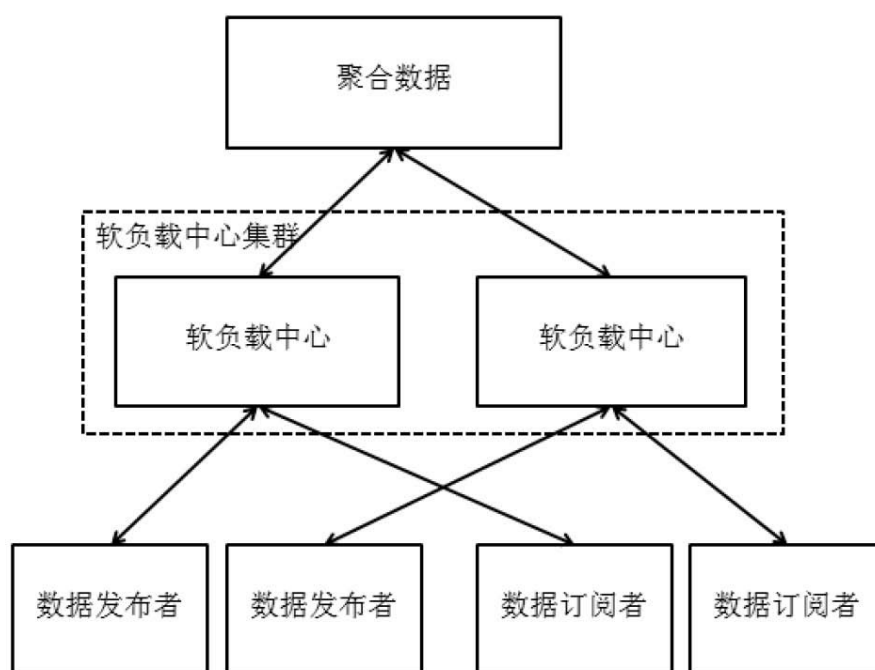 聚合数据
软负载中心集群
软负载中心
软负载中心
数据发布者
数据发布者
数据订阅者
数据订阅者